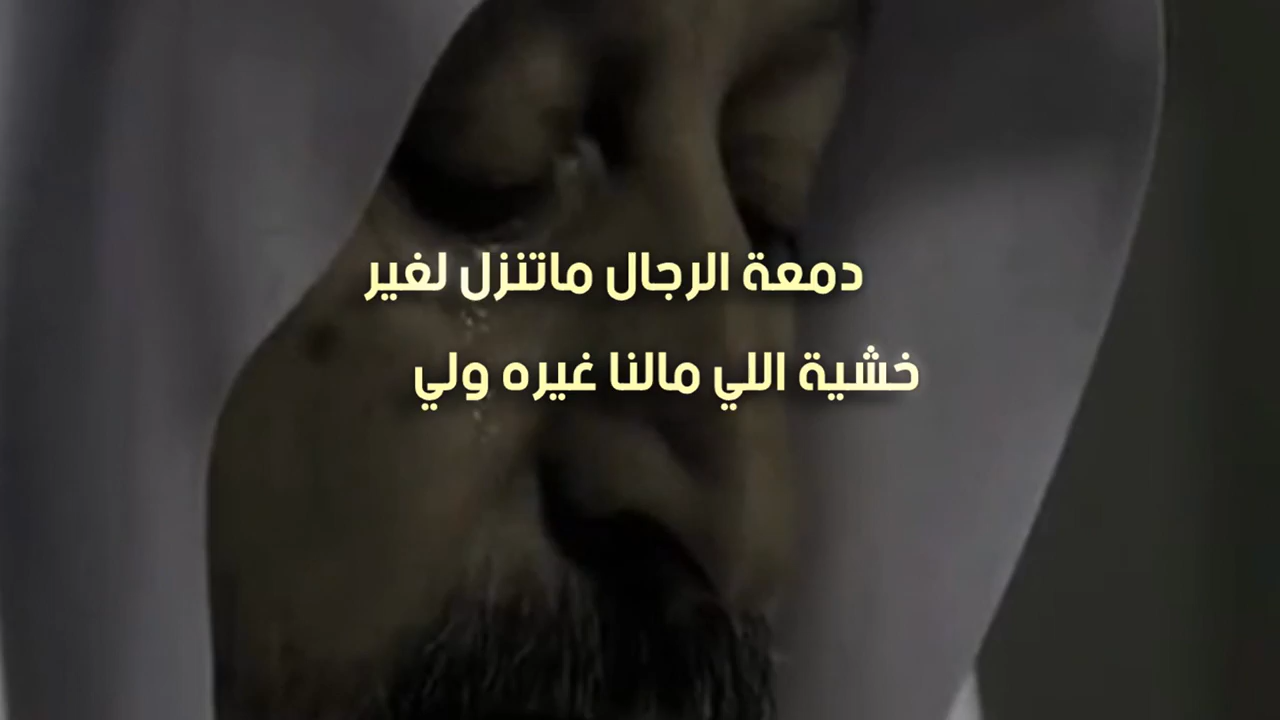 دمعة الرجال ماتنزل لغير
خشية اللي مالنا غيره ولي